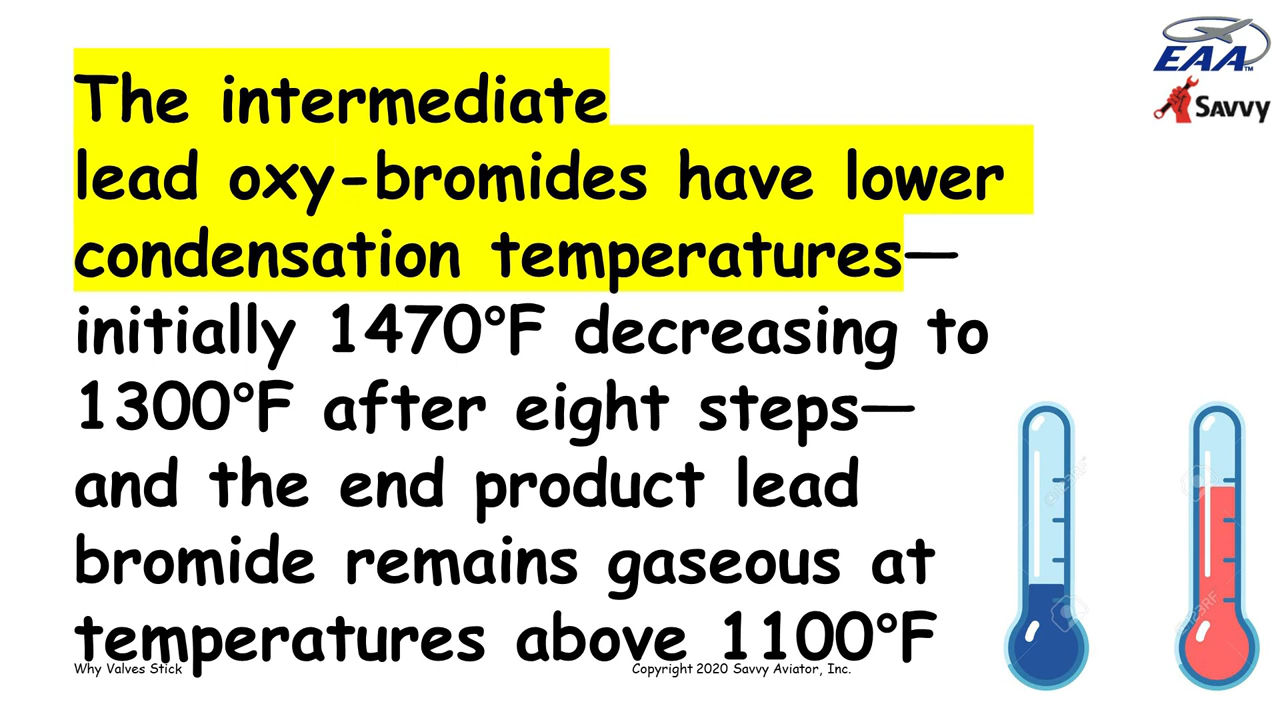 EAA™
SAVVY
The intermediate
lead oxy-bromides have lower
condensation temperatures—
initially 1470°F decreasing to
1300°F after eight steps—
and the end product lead
bromide remains gaseous at
temperatures above 1100°F
Why Valves Stick
Copyright 2020 Savvy Aviator, Inc.